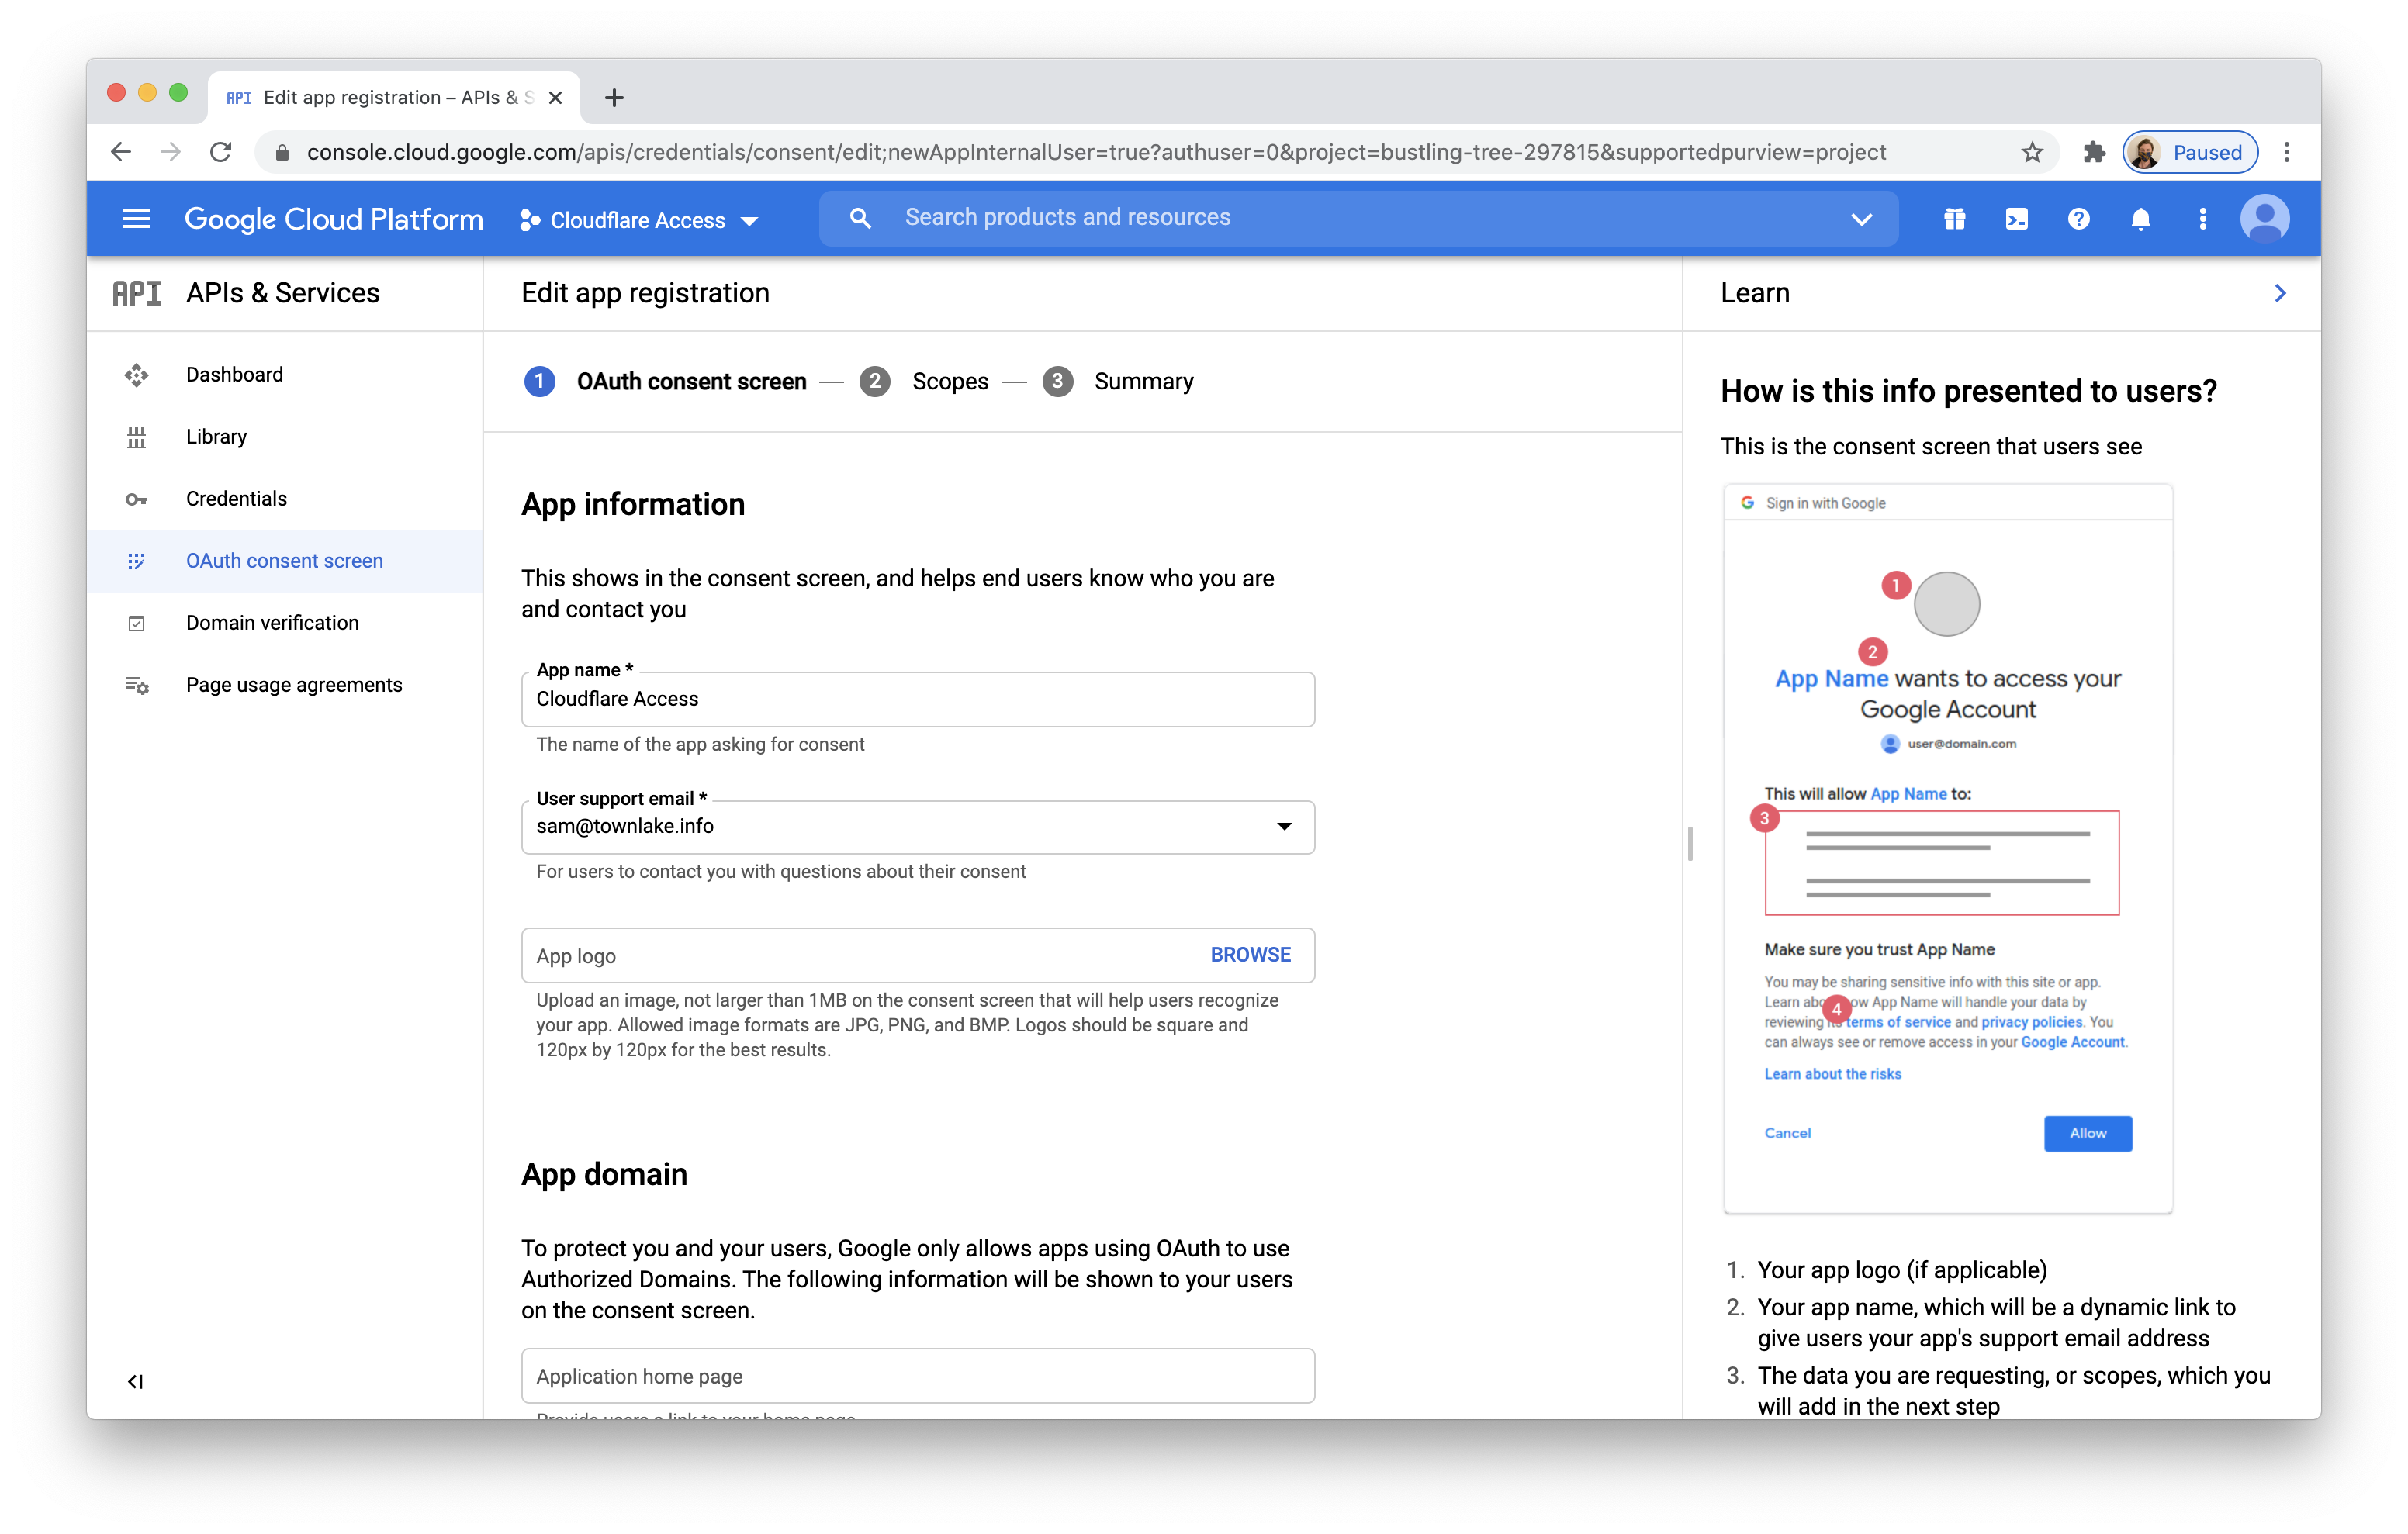 API Edit app registration – APIs & S
console.cloud.google.com/apis/credentials/consent/edit;newAppInternalUser=true?authuser=0&project=bustling-tree-297815&supportedpurview=project
Paused
Google Cloud Platform
Cloudflare Access
Search products and resources
API APIs & Services
Dashboard
Library
Credentials
OAuth consent screen
Domain verification
Page usage agreements
Edit app registration
1 OAuth consent screen — 2 Scopes — 3 Summary
App information
This shows in the consent screen, and helps end users know who you are
and contact you
App name *
Cloudflare Access
The name of the app asking for consent
User support email *
sam@townlake.info
For users to contact you with questions about their consent
App logo
BROWSE
Upload an image, not larger than 1MB on the consent screen that will help users recognize
your app. Allowed image formats are JPG, PNG, and BMP. Logos should be square and
120px by 120px for the best results.
App domain
To protect you and your users, Google only allows apps using OAuth to use
Authorized Domains. The following information will be shown to your users
on the consent screen.
Application home page
Provide users a link to your home page
Learn
How is this info presented to users?
This is the consent screen that users see
G Sign in with Google
1
2
App Name wants to access your
Google Account
user@domain.com
This will allow App Name to:
3
Make sure you trust App Name
You may be sharing sensitive info with this site or app.
Learn abo ow App Name will handle your data by
4
reviewing its terms of service and privacy policies. You
can always see or remove access in your Google Account.
Learn about the risks
Cancel
Allow
1. Your app logo (if applicable)
2. Your app name, which will be a dynamic link to
give users your app's support email address
3. The data you are requesting, or scopes, which you
will add in the next step